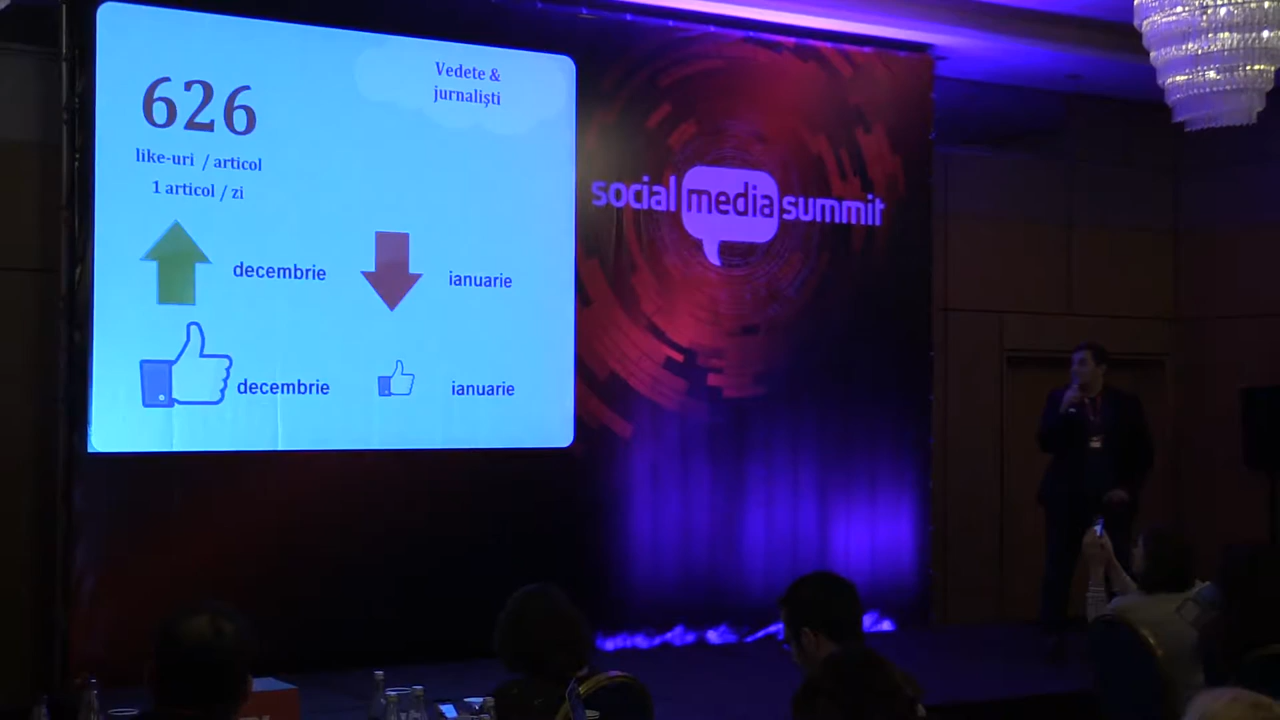 626
like-uri / articol
1 articol / zi
Vedete &
jurnaliști
decembrie
ianuarie
decembrie
ianuarie
social media summit